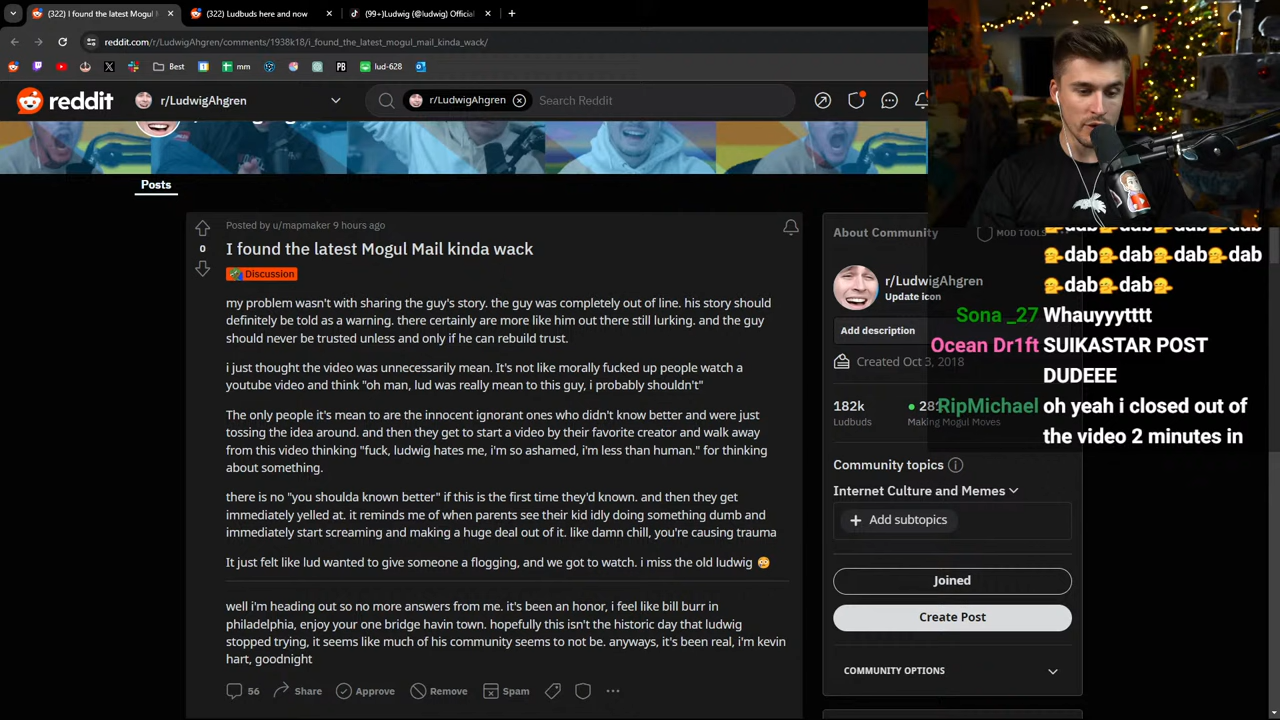 (322) I found the latest Mogul M
(322) Ludbuds here and now
(99+)Ludwig (@ludwig) Official
reddit.com/r/LudwigAhgren/comments/1938k18/i_found_the_latest_mogul_mail_kinda_wack/
Best
mm
PB
lud-628
reddit
r/LudwigAhgren
r/LudwigAhgren
Search Reddit
Posts
Posted by u/mapmaker 9 hours ago
0
I found the latest Mogul Mail kinda wack
Discussion
my problem wasn't with sharing the guy's story. the guy was completely out of line. his story should
definitely be told as a warning. there certainly are more like him out there still lurking. and the guy
should never be trusted unless and only if he can rebuild trust.
i just thought the video was unnecessarily mean. It's not like morally fucked up people watch a
youtube video and think "oh man, lud was really mean to this guy, i probably shouldn't"
The only people it's mean to are the innocent ignorant ones who didn't know better and were just
tossing the idea around. and then they get to start a video by their favorite creator and walk away
from this video thinking "fuck, ludwig hates me, i'm so ashamed, i'm less than human." for thinking
about something.
there is no "you shoulda known better" if this is the first time they'd known. and then they get
immediately yelled at. it reminds me of when parents see their kid idly doing something dumb and
immediately start screaming and making a huge deal out of it. like damn chill, you're causing trauma
It just felt like lud wanted to give someone a flogging, and we got to watch. i miss the old ludwig
well i'm heading out so no more answers from me. it's been an honor, i feel like bill burr in
philadelphia, enjoy your one bridge havin town. hopefully this isn't the historic day that ludwig
stopped trying, it seems like much of his community seems to not be. anyways, it's been real, i'm kevin
hart, goodnight
56
Share
Approve
Remove
Spam
About Community
MOD TOOLS
r/LudwigAhgren
Update icon
Add description
Created Oct 3, 2018
182k
Ludbuds
Making Mogul Moves
Community topics
Internet Culture and Memes
Add subtopics
Joined
Create Post
COMMUNITY OPTIONS
dab dab dab dab
dab dab dab dab
dab dab
Sona _27 Whauyyytttt
Ocean Dr1ft SUIKASTAR POST
DUDEEE
RipMichael oh yeah i closed out of
the video 2 minutes in